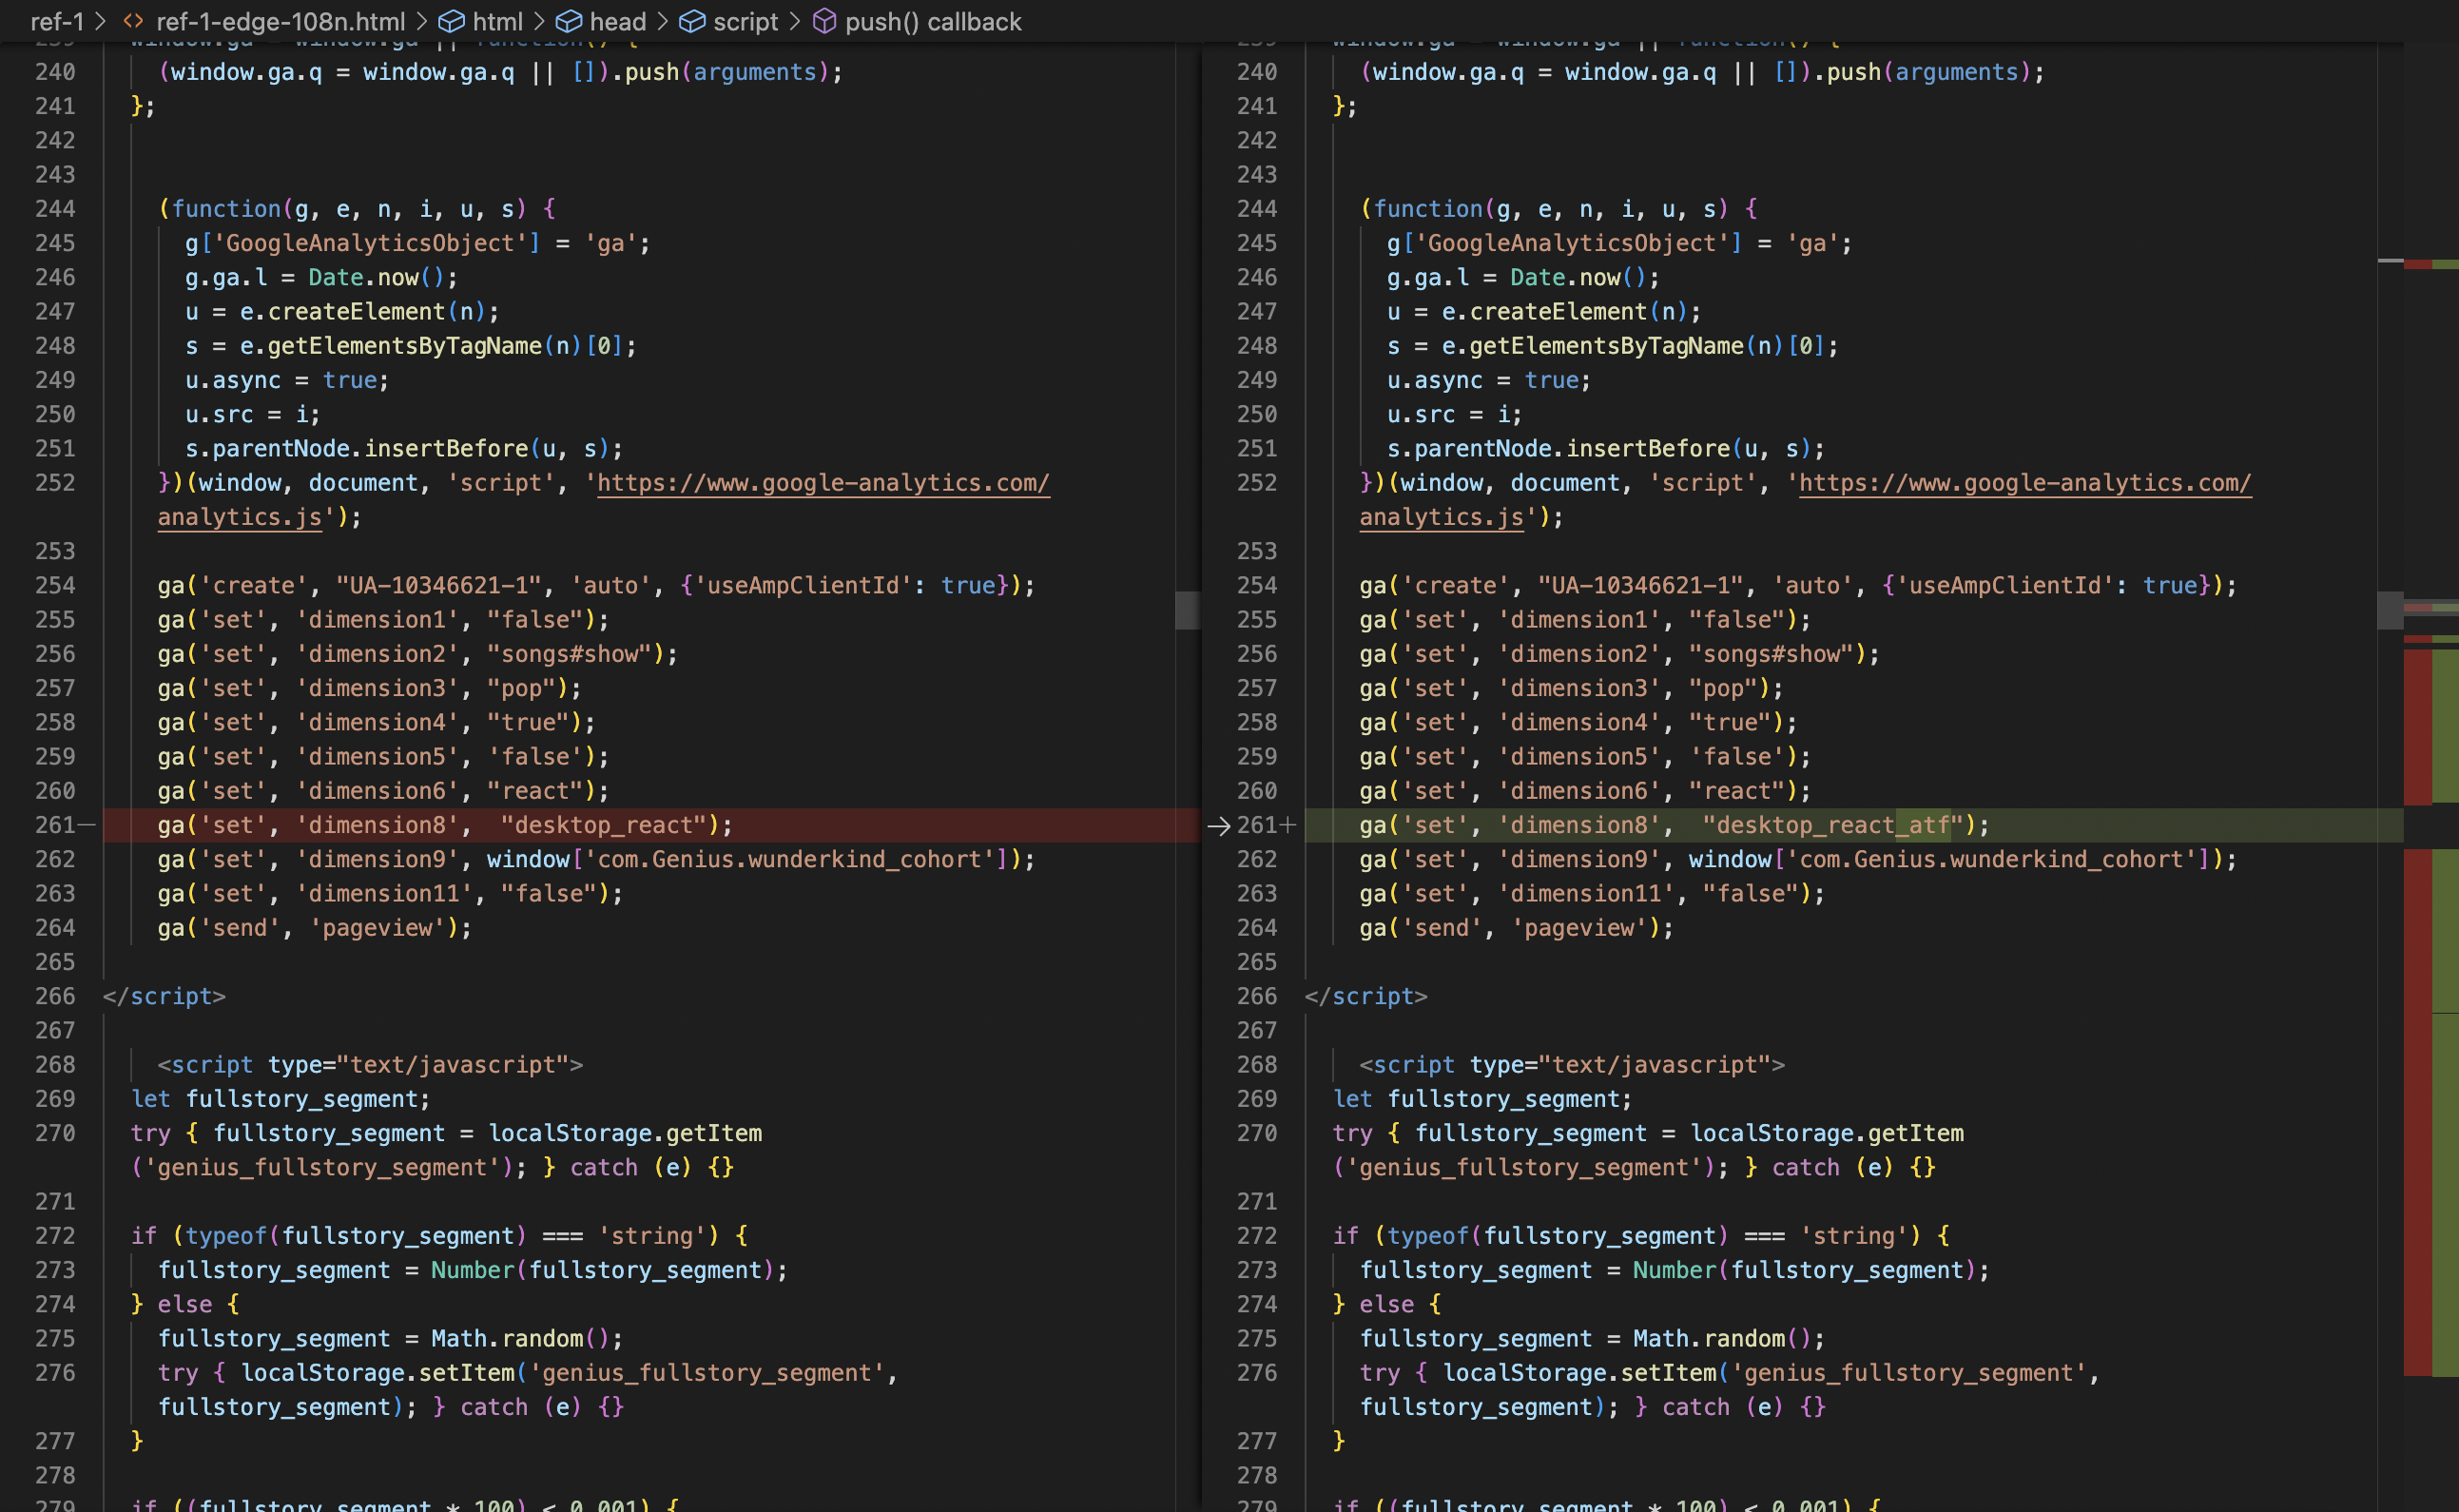 ref-1 > <> ref-1-edge-108n.html > html > head > script > push() callback
239 window.ga = window.ga || function() {
240 (window.ga.q = window.ga.q || []).push(arguments);
241 };
242
243
244 (function(g, e, n, i, u, s) {
245 g['GoogleAnalyticsObject'] = 'ga';
246 g.ga.l = Date.now();
247 u = e.createElement(n);
248 s = e.getElementsByTagName(n)[0];
249 u.async = true;
250 u.src = i;
251 s.parentNode.insertBefore(u, s);
252 })(window, document, 'script', 'https://www.google-analytics.com/
analytics.js');
253
254 ga('create', "UA-10346621-1", 'auto', {'useAmpClientId': true});
255 ga('set', 'dimension1', "false");
256 ga('set', 'dimension2', "songs#show");
257 ga('set', 'dimension3', "pop");
258 ga('set', 'dimension4', "true");
259 ga('set', 'dimension5', 'false');
260 ga('set', 'dimension6', "react");
261— ga('set', 'dimension8',  "desktop_react");
262 ga('set', 'dimension9', window['com.Genius.wunderkind_cohort']);
263 ga('set', 'dimension11', "false");
264 ga('send', 'pageview');
265
266 </script>
267
268 <script type="text/javascript">
269 let fullstory_segment;
270 try { fullstory_segment = localStorage.getItem
('genius_fullstory_segment'); } catch (e) {}
271
272 if (typeof(fullstory_segment) === 'string') {
273 fullstory_segment = Number(fullstory_segment);
274 } else {
275 fullstory_segment = Math.random();
276 try { localStorage.setItem('genius_fullstory_segment',
fullstory_segment); } catch (e) {}
277 }
278
279 if ((fullstory_segment * 100) < 0.001) {
239 window.ga = window.ga || function() {
240 (window.ga.q = window.ga.q || []).push(arguments);
241 };
242
243
244 (function(g, e, n, i, u, s) {
245 g['GoogleAnalyticsObject'] = 'ga';
246 g.ga.l = Date.now();
247 u = e.createElement(n);
248 s = e.getElementsByTagName(n)[0];
249 u.async = true;
250 u.src = i;
251 s.parentNode.insertBefore(u, s);
252 })(window, document, 'script', 'https://www.google-analytics.com/
analytics.js');
253
254 ga('create', "UA-10346621-1", 'auto', {'useAmpClientId': true});
255 ga('set', 'dimension1', "false");
256 ga('set', 'dimension2', "songs#show");
257 ga('set', 'dimension3', "pop");
258 ga('set', 'dimension4', "true");
259 ga('set', 'dimension5', 'false');
260 ga('set', 'dimension6', "react");
→ 261+ ga('set', 'dimension8',  "desktop_react_atf");
262 ga('set', 'dimension9', window['com.Genius.wunderkind_cohort']);
263 ga('set', 'dimension11', "false");
264 ga('send', 'pageview');
265
266 </script>
267
268 <script type="text/javascript">
269 let fullstory_segment;
270 try { fullstory_segment = localStorage.getItem
('genius_fullstory_segment'); } catch (e) {}
271
272 if (typeof(fullstory_segment) === 'string') {
273 fullstory_segment = Number(fullstory_segment);
274 } else {
275 fullstory_segment = Math.random();
276 try { localStorage.setItem('genius_fullstory_segment',
fullstory_segment); } catch (e) {}
277 }
278
279 if ((fullstory_segment * 100) < 0.001) {